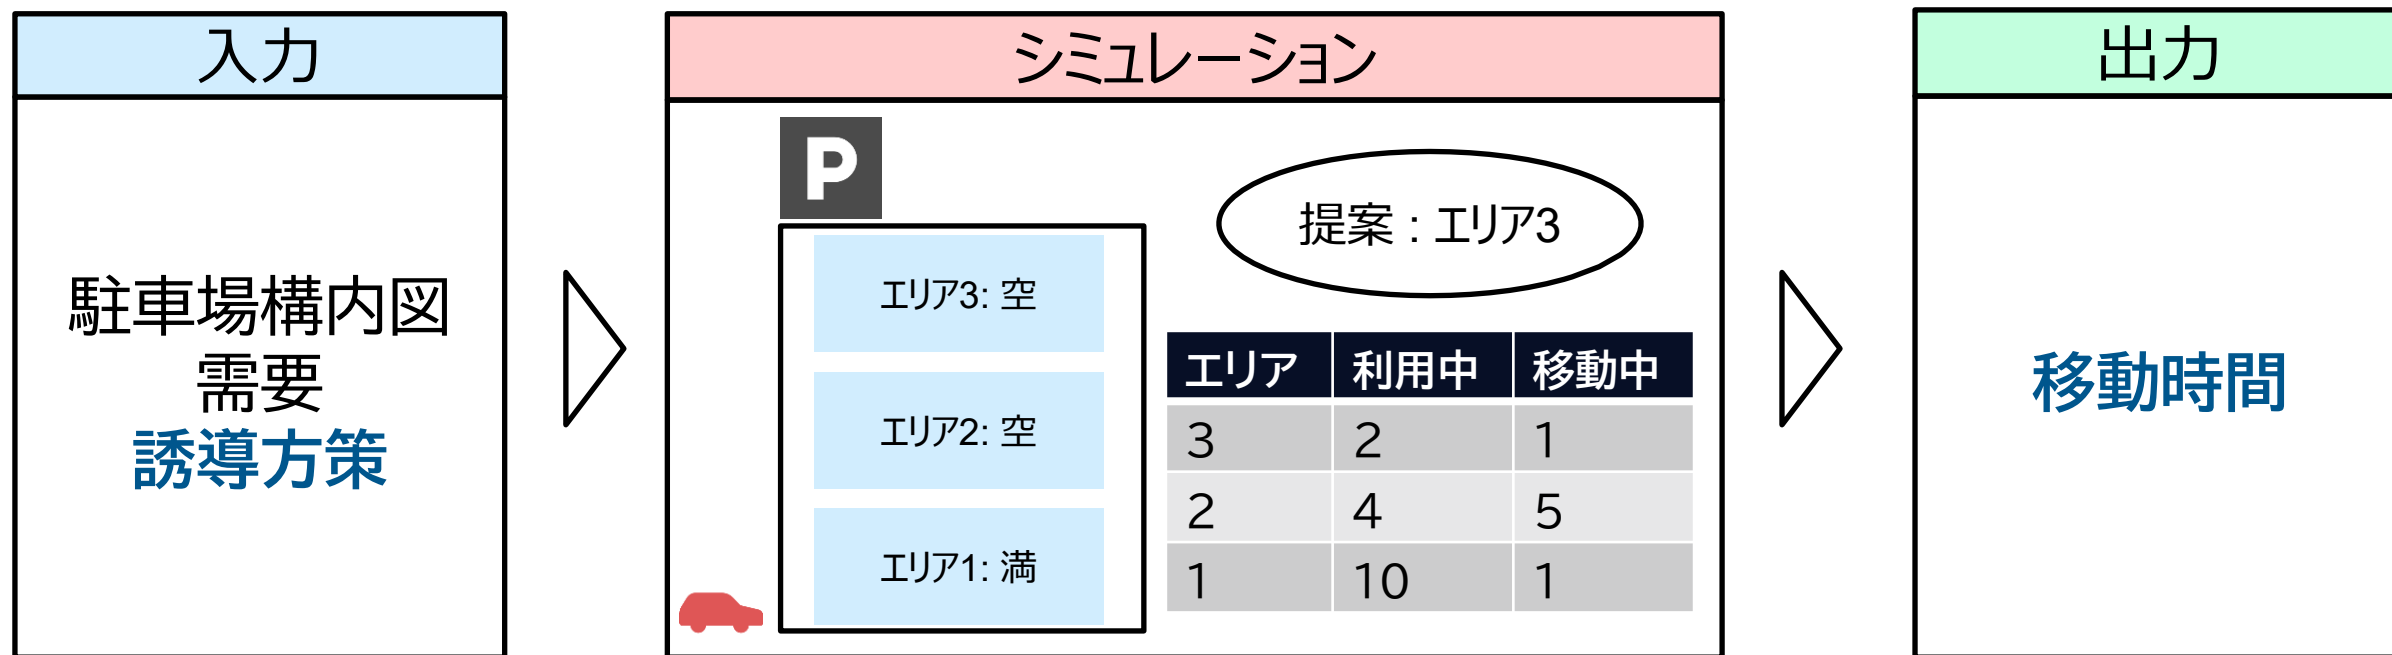 入力
駐車場構内図
需要
誘導方策
シミュレーション
P
エリア3: 空
エリア2: 空
エリア1: 満
提案：エリア3
エリア 利用中 移動中
3 2 1
2 4 5
1 10 1
出力
移動時間